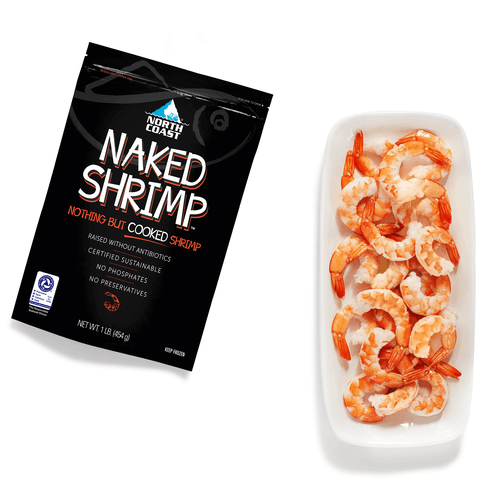 NORTH
COAST
NAKED
SHRIMP™
NOTHING BUT COOKED SHRIMP
RAISED WITHOUT ANTIBIOTICS
CERTIFIED SUSTAINABLE
NO PHOSPHATES
NO PRESERVATIVES
NET WT. 1 LB. (454 g)
KEEP FROZEN